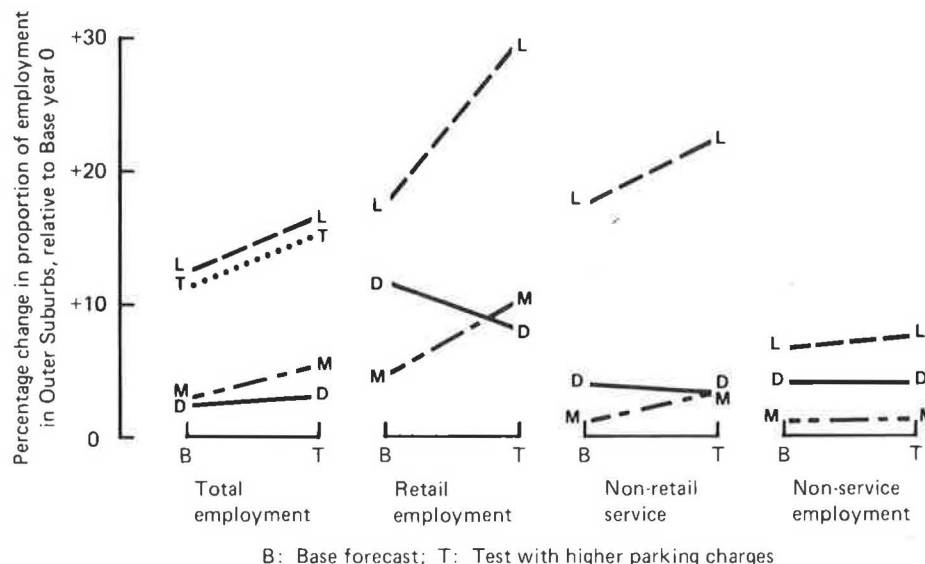 Percentage change in proportion of employment
in Outer Suburbs, relative to Base year 0
+30
+20
+10
0
L
T
M
D
L
T
M
D
B
T
Total
employment
L
D
M
L
M
D
B
T
Retail
employment
L
D
M
L
D
M
B
T
Non-retail
service
L
D
M
L
D
M
B
T
Non-service
employment
B: Base forecast; T: Test with higher parking charges